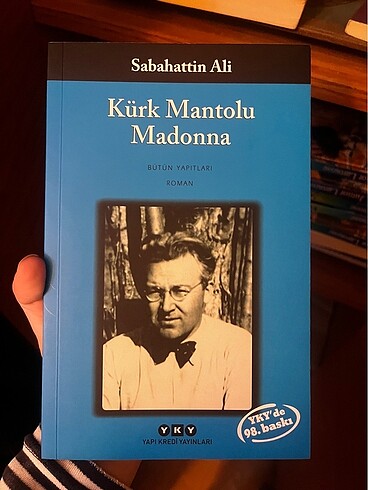 Sabahattin Ali
Kürk Mantolu
Madonna
BÜTÜN YAPITLARI
ROMAN
YKY'de
98. baskı
YKY
YAPI KREDİ YAYINLARI